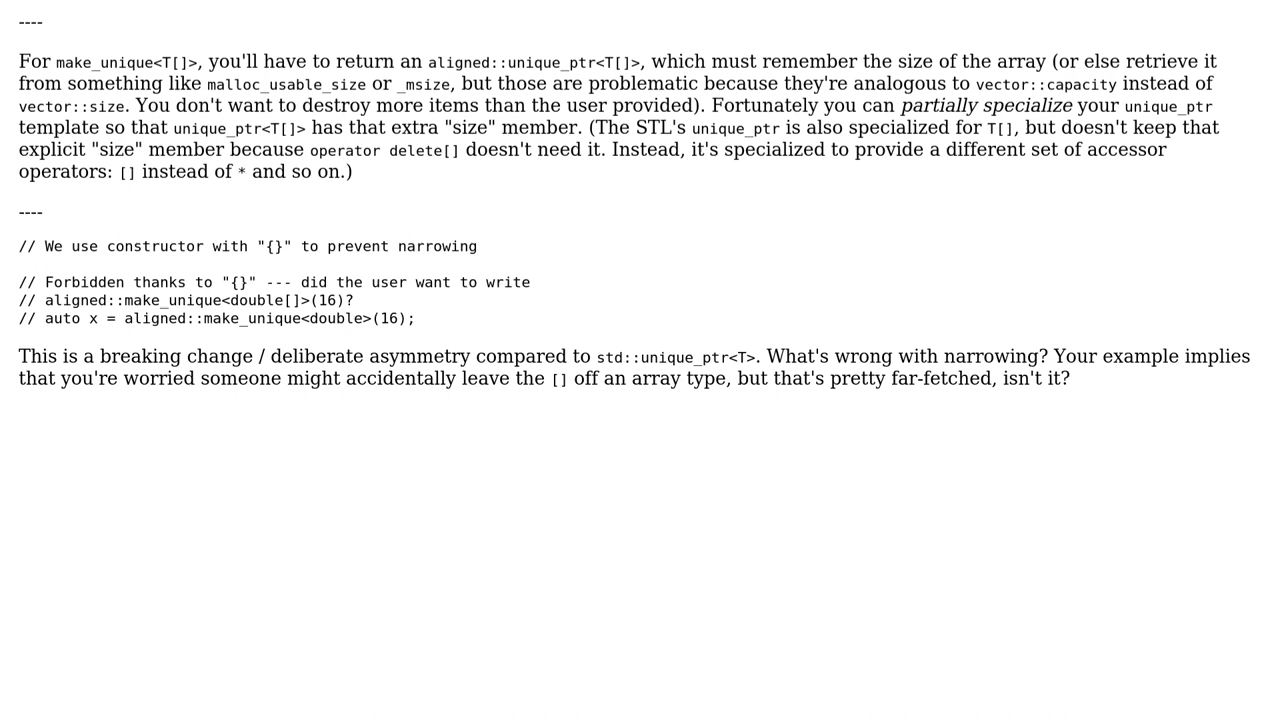 ----
For make_unique<T[]>, you'll have to return an aligned::unique_ptr<T[]>, which must remember the size of the array (or else retrieve it
from something like malloc_usable_size or _msize, but those are problematic because they're analogous to vector::capacity instead of
vector::size. You don't want to destroy more items than the user provided). Fortunately you can partially specialize your unique_ptr
template so that unique_ptr<T[]> has that extra "size" member. (The STL's unique_ptr is also specialized for T[], but doesn't keep that
explicit "size" member because operator delete[] doesn't need it. Instead, it's specialized to provide a different set of accessor
operators: [] instead of * and so on.)
----
// We use constructor with "{}" to prevent narrowing
// Forbidden thanks to "{}" --- did the user want to write
// aligned::make_unique<double[]>(16)?
// auto x = aligned::make_unique<double>(16);
This is a breaking change / deliberate asymmetry compared to std::unique_ptr<T>. What's wrong with narrowing? Your example implies
that you're worried someone might accidentally leave the [] off an array type, but that's pretty far-fetched, isn't it?